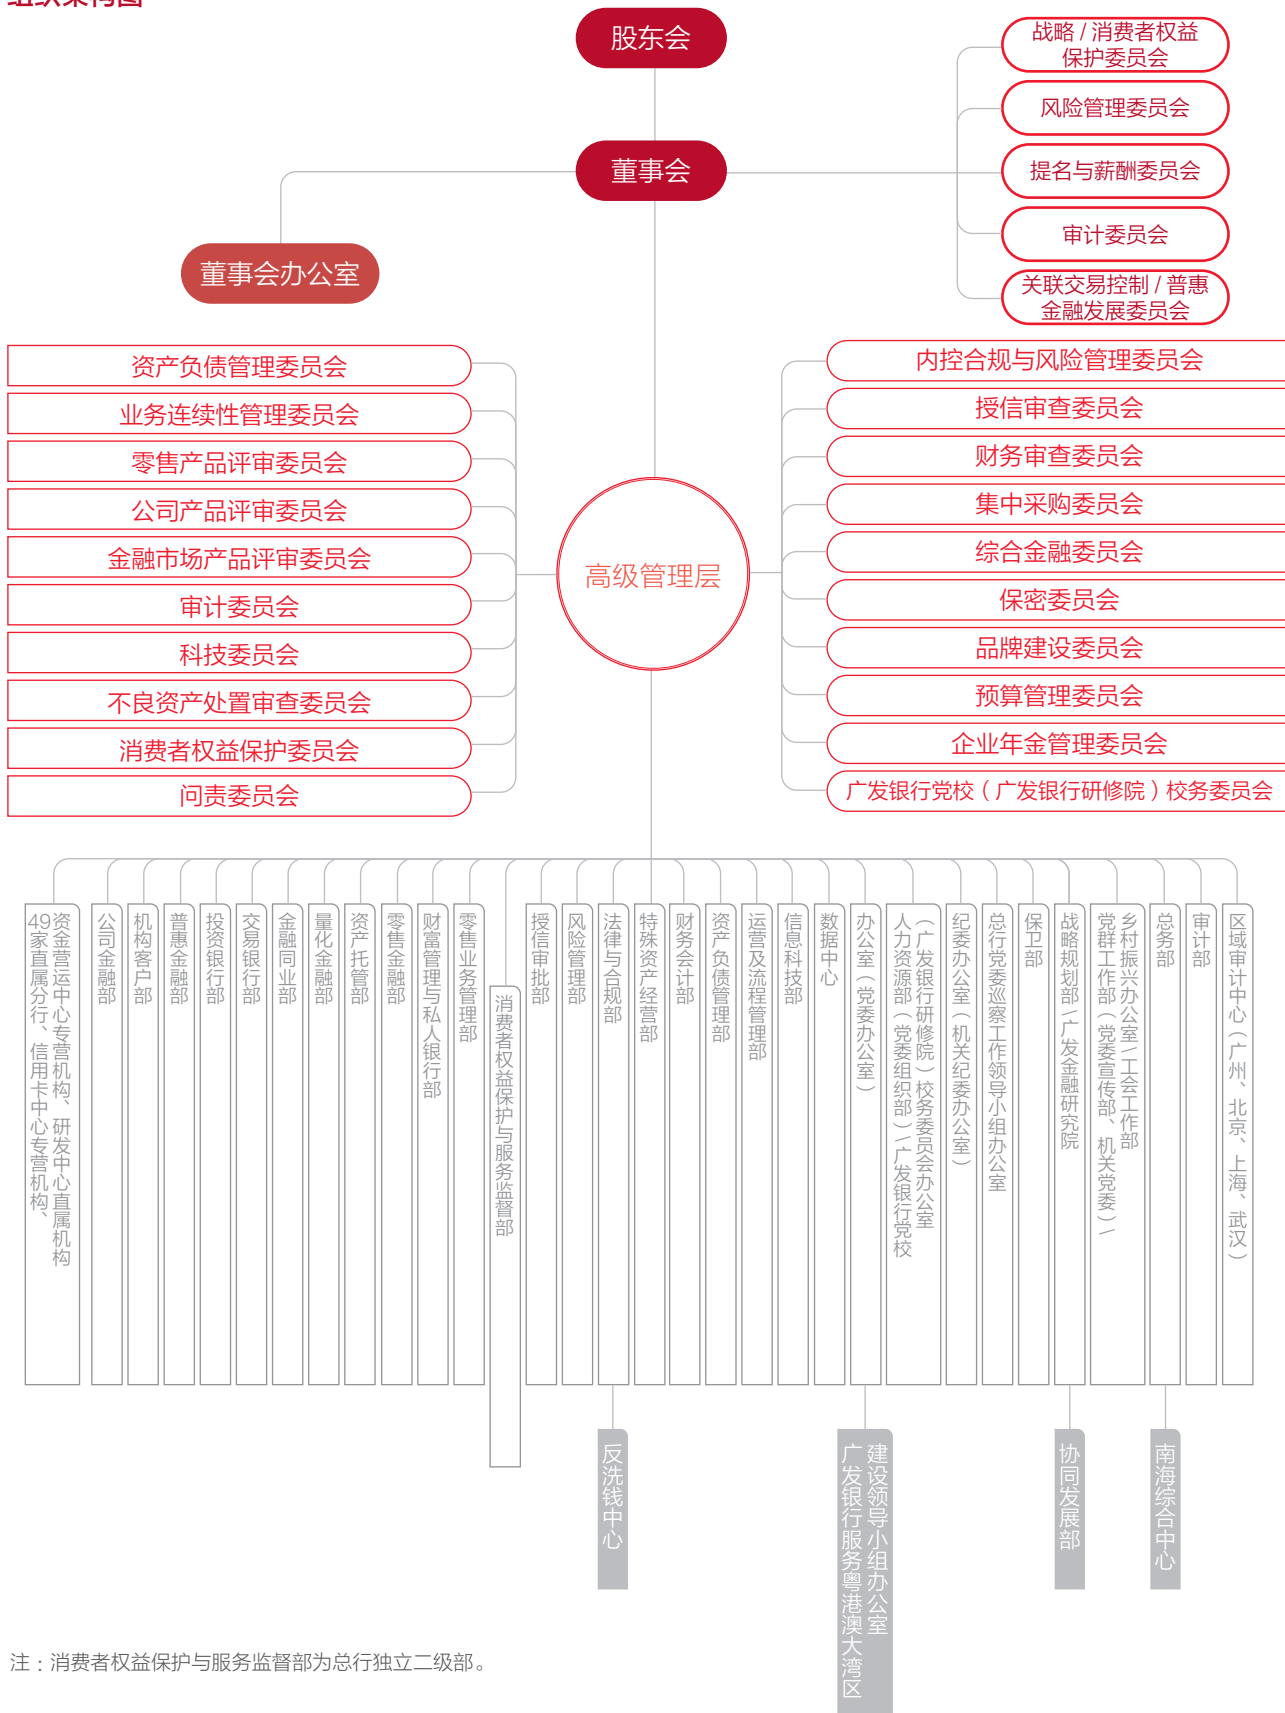 组织架构图
股东会
董事会
董事会办公室
战略 / 消费者权益
保护委员会
风险管理委员会
提名与薪酬委员会
审计委员会
关联交易控制 / 普惠
金融发展委员会
资产负债管理委员会
业务连续性管理委员会
零售产品评审委员会
公司产品评审委员会
金融市场产品评审委员会
审计委员会
科技委员会
不良资产处置审查委员会
消费者权益保护委员会
问责委员会
高级管理层
内控合规与风险管理委员会
授信审查委员会
财务审查委员会
集中采购委员会
综合金融委员会
保密委员会
品牌建设委员会
预算管理委员会
企业年金管理委员会
广发银行党校（广发银行研修院）校务委员会
49家直属分行、信用卡中心专营机构、
资金营运中心专营机构、研发中心直属机构
公司金融部
机构客户部
普惠金融部
投资银行部
交易银行部
金融同业部
量化金融部
资产托管部
零售金融部
财富管理与私人银行部
零售业务管理部
消费者权益保护与服务监督部
授信审批部
风险管理部
法律与合规部
特殊资产经营部
财务会计部
资产负债管理部
运营及流程管理部
信息科技部
数据中心
办公室（党委办公室）
人力资源部（党委组织部）/广发银行党校
（广发银行研修院）校务委员会办公室
纪委办公室（机关纪委办公室）
总行党委巡察工作领导小组办公室
保卫部
战略规划部/广发金融研究院
党群工作部（党委宣传部、机关党委）/
乡村振兴办公室/工会工作部
总务部
审计部
区域审计中心（广州、北京、上海、武汉）
反洗钱中心
广发银行服务粤港澳大湾区
建设领导小组办公室
协同发展部
南海综合中心
注：消费者权益保护与服务监督部为总行独立二级部。